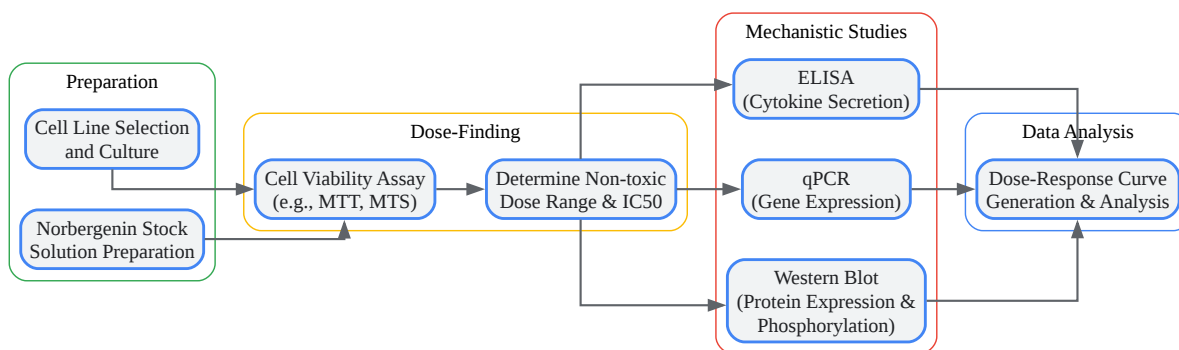 Preparation
Cell Line Selection
and Culture
Norbergenin Stock
Solution Preparation
Dose-Finding
Cell Viability Assay
(e.g., MTT, MTS)
Determine Non-toxic
Dose Range & IC50
Mechanistic Studies
ELISA
(Cytokine Secretion)
qPCR
(Gene Expression)
Western Blot
(Protein Expression &
Phosphorylation)
Data Analysis
Dose-Response Curve
Generation & Analysis